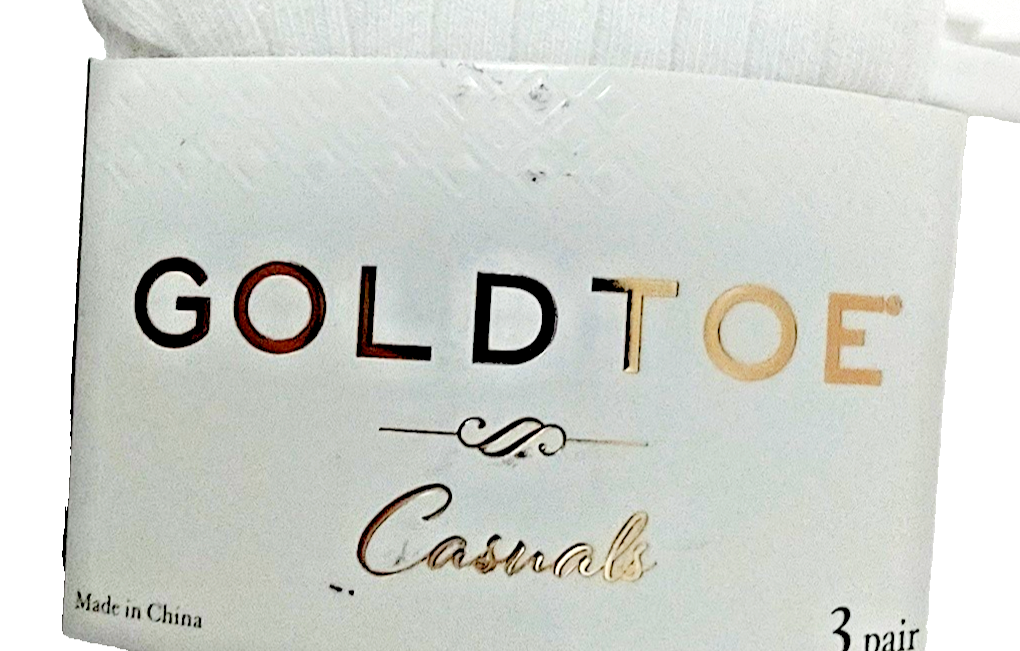 GOLDTOE®
Casuals
Made in China
3 pair